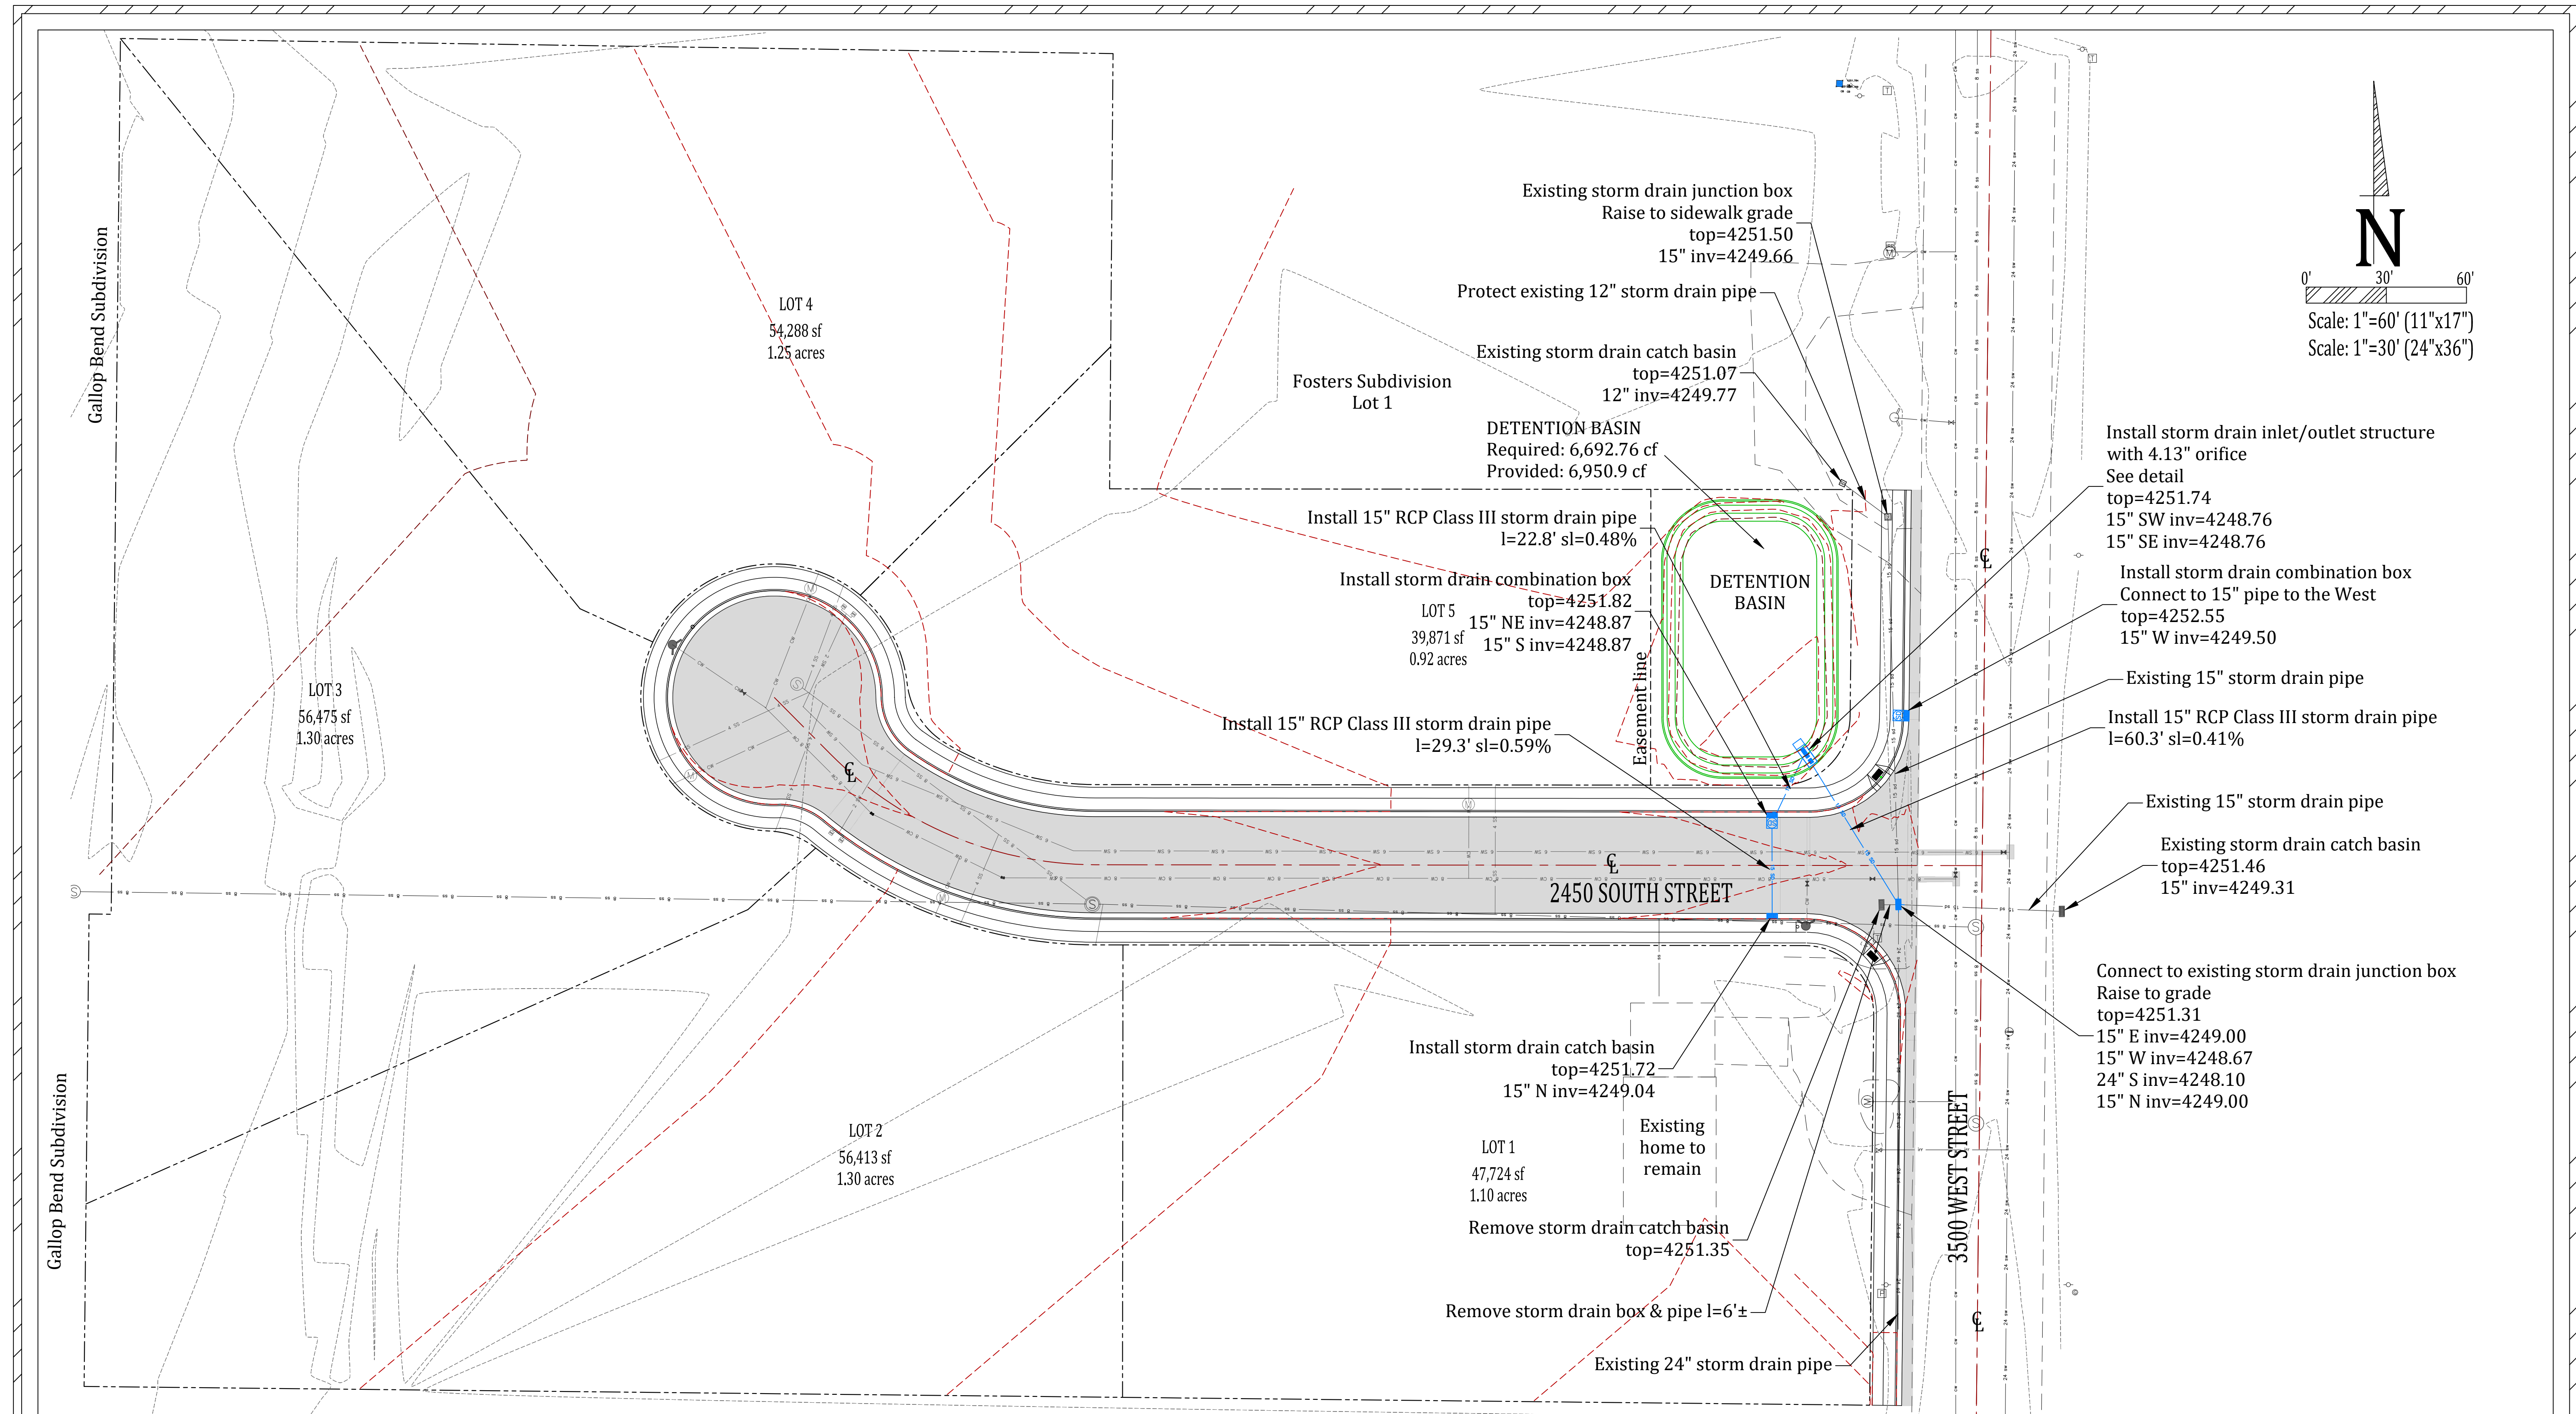 Existing storm drain junction box
Raise to sidewalk grade
top=4251.50
15" inv=4249.66
Protect existing 12" storm drain pipe
Existing storm drain catch basin
top=4251.07
12" inv=4249.77
DETENTION BASIN
Required: 6,692.76 cf
Provided: 6,950.9 cf
Install 15" RCP Class III storm drain pipe
l=22.8' sl=0.48%
Install storm drain combination box
top=4251.82
15" NE inv=4248.87
15" S inv=4248.87
Install 15" RCP Class III storm drain pipe
l=29.3' sl=0.59%
N
0' 30' 60'
Scale: 1"=60' (11"x17")
Scale: 1"=30' (24"x36")
Install storm drain inlet/outlet structure
with 4.13" orifice
See detail
top=4251.74
15" SW inv=4248.76
15" SE inv=4248.76
Install storm drain combination box
Connect to 15" pipe to the West
top=4252.55
15" W inv=4249.50
Existing 15" storm drain pipe
Install 15" RCP Class III storm drain pipe
l=60.3' sl=0.41%
Existing 15" storm drain pipe
Existing storm drain catch basin
top=4251.46
15" inv=4249.31
Connect to existing storm drain junction box
Raise to grade
top=4251.31
15" E inv=4249.00
15" W inv=4248.67
24" S inv=4248.10
15" N inv=4249.00
Gallop Bend Subdivision
LOT 4
54,288 sf
1.25 acres
Fosters Subdivision
Lot 1
LOT 5
39,871 sf
0.92 acres
Easement line
DETENTION
BASIN
LOT 3
56,475 sf
1.30 acres
2450 SOUTH STREET
3500 WEST STREET
Gallop Bend Subdivision
LOT 2
56,413 sf
1.30 acres
LOT 1
47,724 sf
1.10 acres
Install storm drain catch basin
top=4251.72
15" N inv=4249.04
Existing
home to
remain
Remove storm drain catch basin
top=4251.35
Remove storm drain box & pipe l=6'±
Existing 24" storm drain pipe